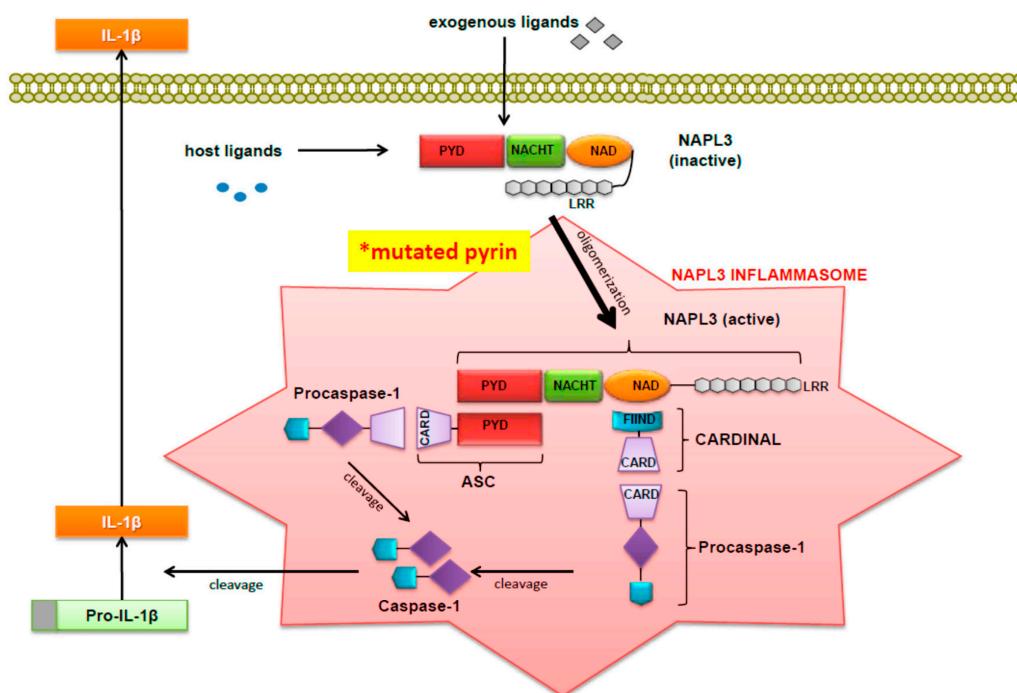 IL-1β
exogenous ligands
host ligands
PYD
NACHT
NAD
LRR
NAPL3
(inactive)
*mutated pyrin
oligomerization
NAPL3 INFLAMMASOME
NAPL3 (active)
PYD
NACHT
NAD
LRR
Procaspase-1
CARD
PYD
ASC
FIIND
CARD
CARDINAL
cleavage
CARD
Procaspase-1
IL-1β
cleavage
cleavage
Caspase-1
Pro-IL-1β